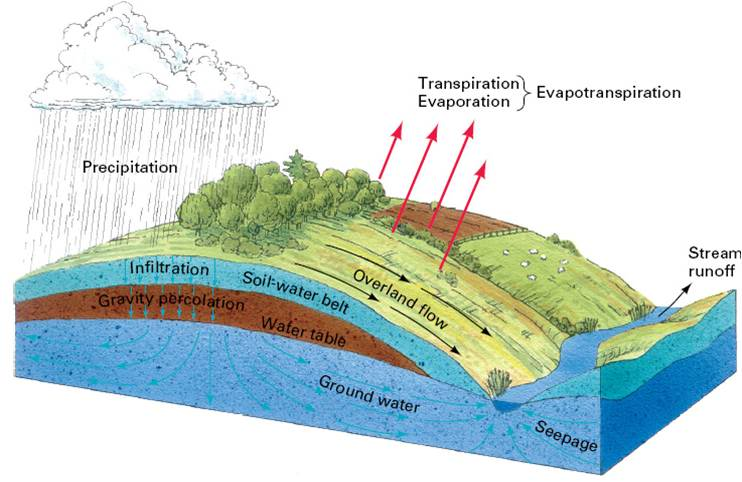 Transpiration
Evaporation
Evapotranspiration
Precipitation
Stream
runoff
Infiltration
Soil-water belt
Overland flow
Gravity percolation
Water table
Ground water
Seepage